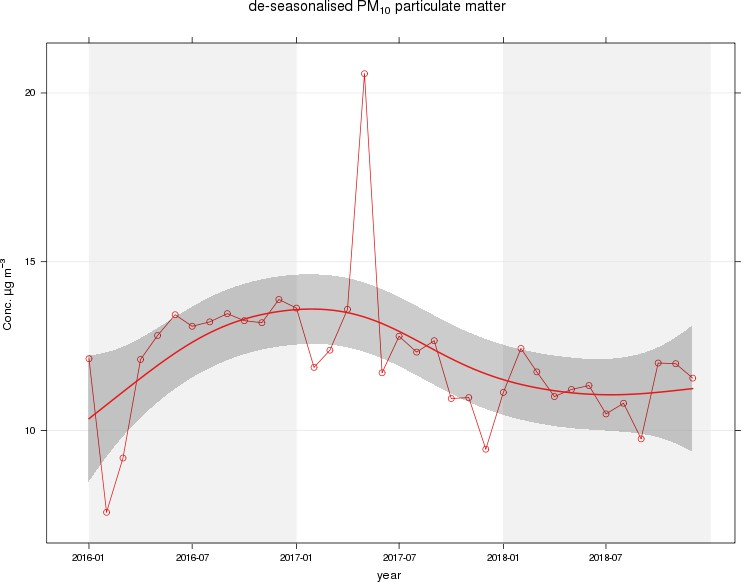 de-seasonalised PM₁₀ particulate matter
20
15
10
Conc. µg m⁻³
2016-01 2016-07 2017-01 2017-07 2018-01 2018-07
year